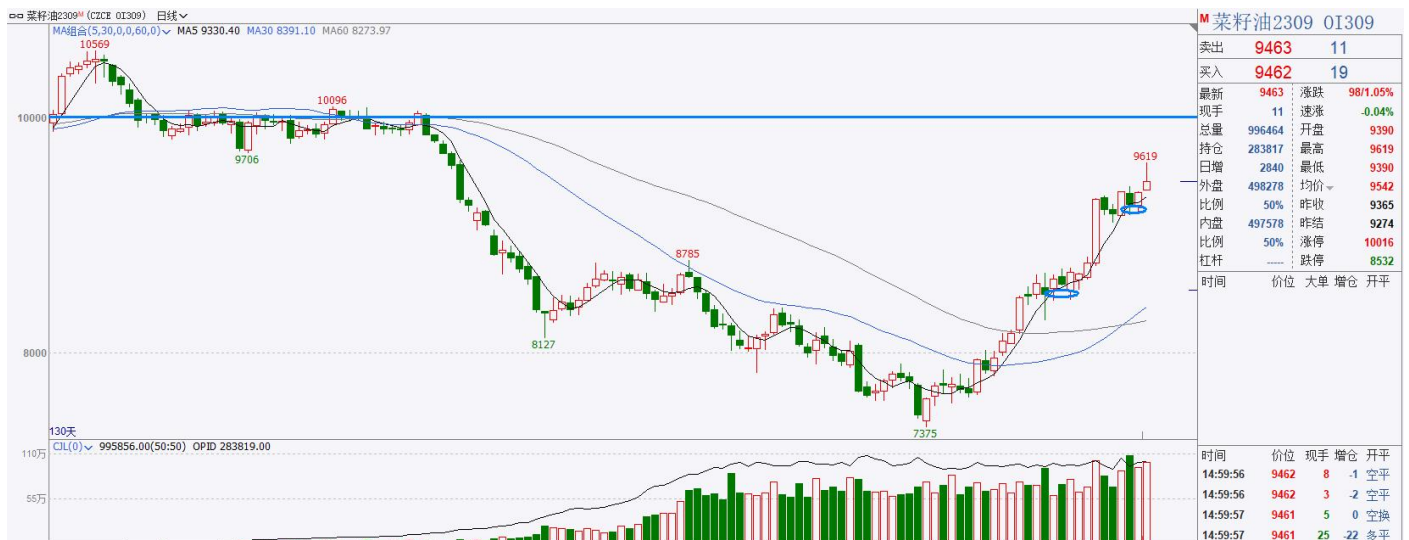 菜籽油2309M (CZCE OI309) 日线
MA组合(5,30,0,0,60,0) MA5 9330.40 MA30 8391.10 MA60 8273.97
10569
10000
10096
9706
9619
8785
8127
8000
7375
130天
CJL(0) 995856.00(50:50) OPID 283819.00
110万
55万
M 菜籽油2309 OI309
卖出 9463 11
买入 9462 19
最新 9463 涨跌 98/1.05%
现手 11 速涨 -0.04%
总量 996464 开盘 9390
持仓 283817 最高 9619
日增 2840 最低 9390
外盘 498278 均价 9542
比例 50% 昨收 9365
内盘 497578 昨结 9274
比例 50% 涨停 10016
杠杆 ----- 跌停 8532
时间 价位 大单 增仓 开平
时间 价位 现手 增仓 开平
14:59:56 9462 8 -1 空平
14:59:56 9462 3 -2 空平
14:59:57 9461 5 0 空换
14:59:57 9461 25 -22 多平